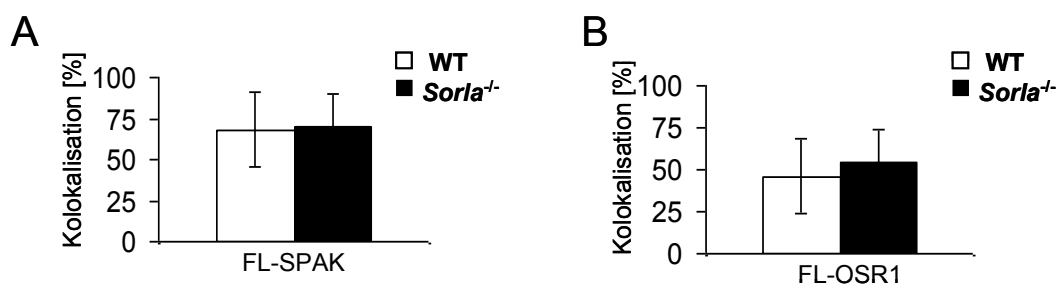 A
Kolokalisation [%]
100
75
50
25
0
FL-SPAK
WT
Sorla-/-
B
Kolokalisation [%]
100
75
50
25
0
FL-OSR1
WT
Sorla-/-